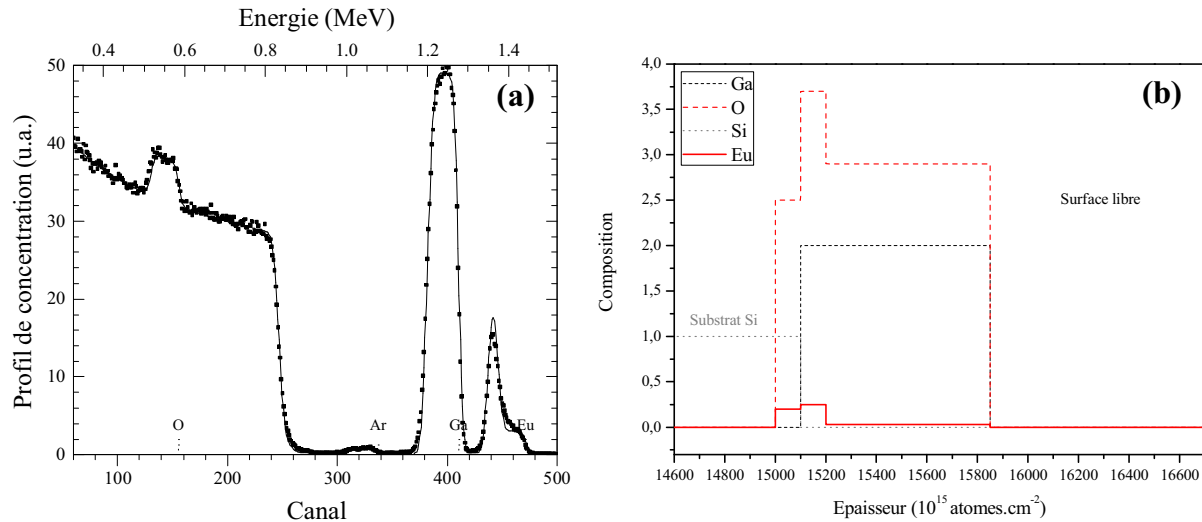 Energie (MeV)
0.4 0.6 0.8 1.0 1.2 1.4
50
40
30
20
10
0
Profil de concentration (u.a.)
(a)
O
Ar
Ga
Eu
100 200 300 400 500
Canal
4,0
3,5
3,0
2,5
2,0
1,5
1,0
0,5
0,0
Composition
Ga
O
Si
Eu
(b)
Surface libre
Substrat Si
14600 14800 15000 15200 15400 15600 15800 16000 16200 16400 16600
Epaisseur (10¹⁵ atomes.cm⁻²)